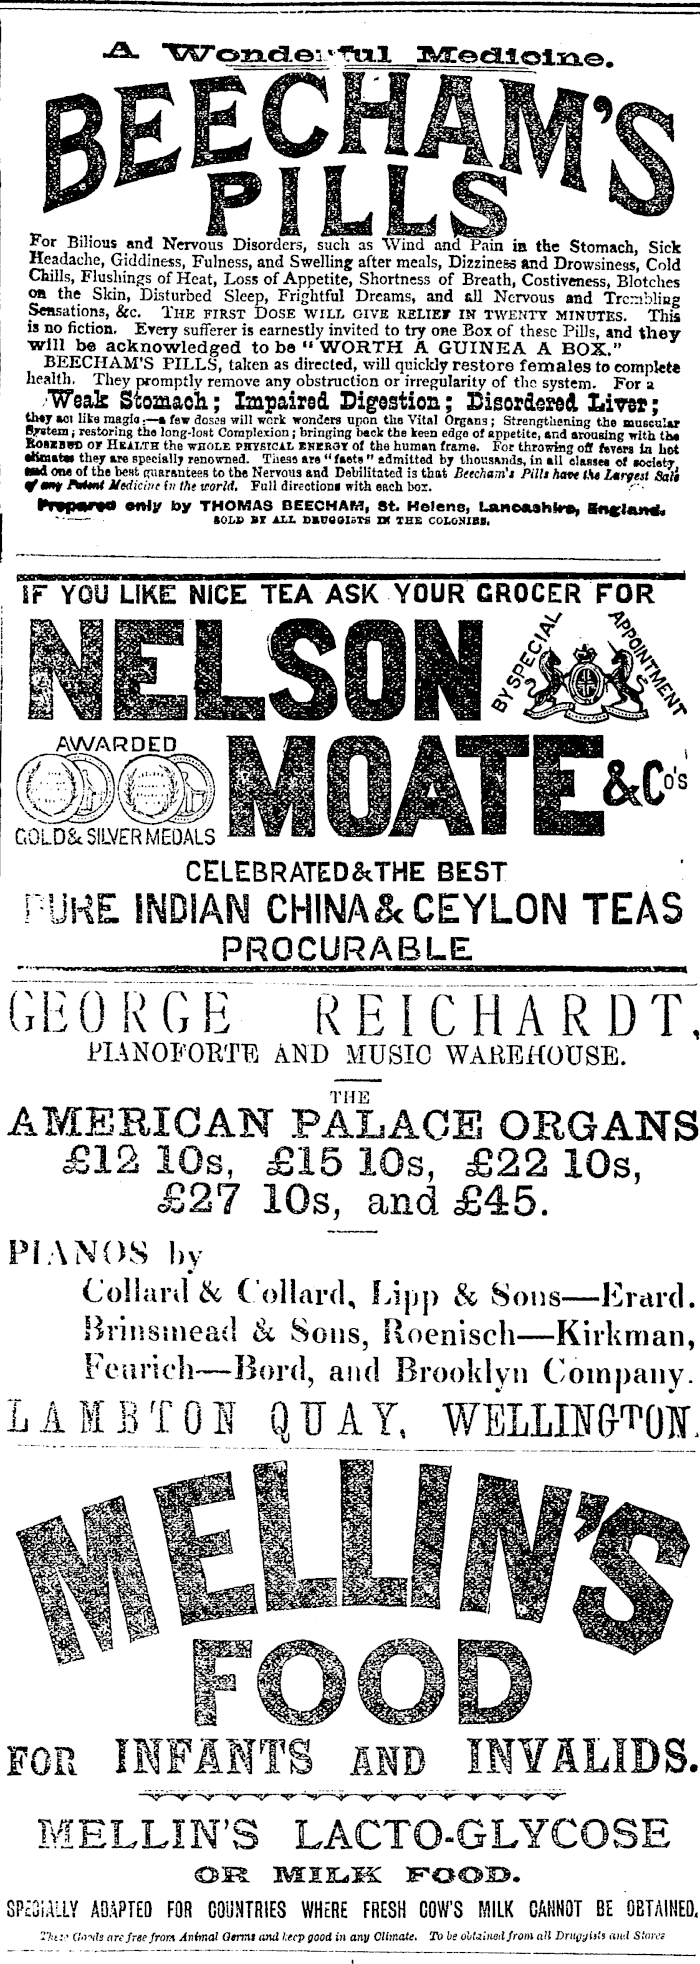 A Wonderful Medicine.
BEECHAM'S
PILLS
For Bilious and Nervous Disorders, such as Wind and Pain in the Stomach, Sick
Headache, Giddiness, Fulness, and Swelling after meals, Dizziness and Drowsiness, Cold
Chills, Flushings of Heat, Loss of Appetite, Shortness of Breath, Costiveness, Blotches
on the Skin, Disturbed Sleep, Frightful Dreams, and all Nervous and Trembling
Sensations, &c. THE FIRST DOSE WILL GIVE RELIEF IN TWENTY MINUTES. This
is no fiction. Every sufferer is earnestly invited to try one Box of these Pills, and they
will be acknowledged to be "WORTH A GUINEA A BOX."
BEECHAM'S PILLS, taken as directed, will quickly restore females to complete
health. They promptly remove any obstruction or irregularity of the system. For a
Weak Stomach; Impaired Digestion; Disordered Liver;
they act like magic:—a few doses will work wonders upon the Vital Organs; Strengthening the muscular
System; restoring the long-lost Complexion; bringing back the keen edge of appetite, and arousing with the
ROSEBUD OF HEALTH the WHOLE PHYSICAL ENERGY of the human frame. For throwing off fevers in hot
climates they are specially renowned. These are "facts" admitted by thousands, in all classes of society,
and one of the best guarantees to the Nervous and Debilitated is that Beecham's Pills have the Largest Sale
of any Patent Medicine in the world. Full directions with each box.
Prepared only by THOMAS BEECHAM, St. Helens, Lancashire, England.
SOLD BY ALL DRUGGISTS IN THE COLONIES.
IF YOU LIKE NICE TEA ASK YOUR GROCER FOR
NELSON
BY SPECIAL APPOINTMENT
AWARDED
GOLD & SILVER MEDALS
MOATE & Co's
CELEBRATED & THE BEST
PURE INDIAN CHINA & CEYLON TEAS
PROCURABLE
GEORGE REICHARDT,
PIANOFORTE AND MUSIC WAREHOUSE.
THE
AMERICAN PALACE ORGANS
£12 10s, £15 10s, £22 10s,
£27 10s, and £45.
PIANOS by
Collard & Collard, Lipp & Sons—Erard.
Brinsmead & Sons, Roenisch—Kirkman,
Feurich—Bord, and Brooklyn Company.
LAMBTON QUAY, WELLINGTON.
MELLIN'S
FOOD
FOR INFANTS AND INVALIDS.
MELLIN'S LACTO-GLYCOSE
OR MILK FOOD.
SPECIALLY ADAPTED FOR COUNTRIES WHERE FRESH COW'S MILK CANNOT BE OBTAINED.
These Goods are free from Animal Germs and keep good in any Climate. To be obtained from all Druggists and Stores